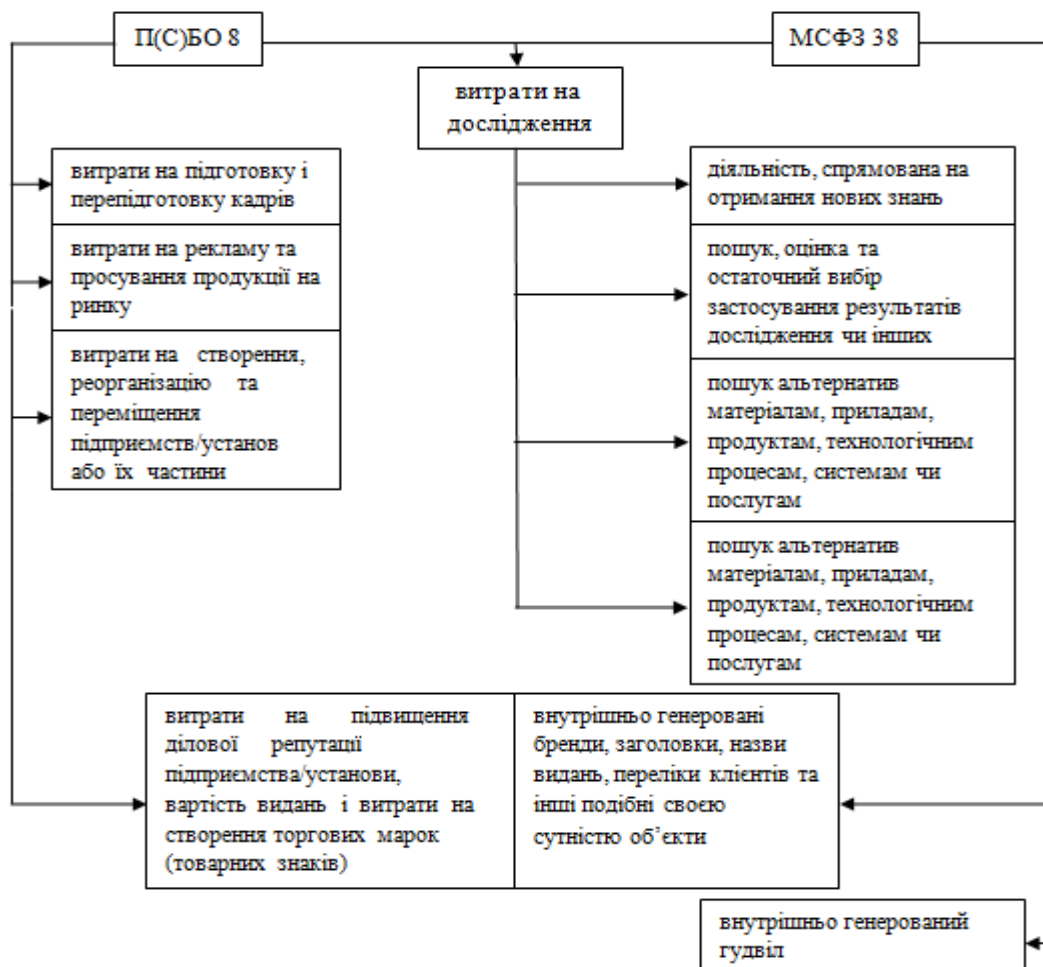 П(С)БО 8
МСФЗ 38
витрати на
дослідження
витрати на підготовку і
перепідготовку кадрів
витрати на рекламу та
просування продукції на
ринку
витрати на створення,
реорганізацію та
переміщення
підприємств/установ
або їх частини
діяльність, спрямована на
отримання нових знань
пошук, оцінка та
остаточний вибір
застосування результатів
дослідження чи інших
пошук альтернатив
матеріалам, приладам,
продуктам, технологічним
процесам, системам чи
послугам
пошук альтернатив
матеріалам, приладам,
продуктам, технологічним
процесам, системам чи
послугам
витрати на підвищення
ділової репутації
підприємства/установи,
вартість видань і витрати на
створення торгових марок
(товарних знаків)
внутрішньо генеровані
бренди, заголовки, назви
видань, переліки клієнтів та
інші подібні своєю
сутністю об’єкти
внутрішньо генерований
гудвіл